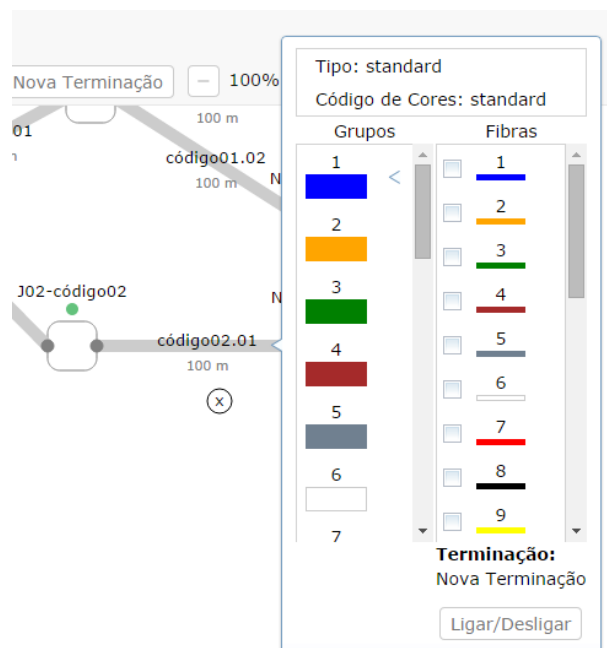 Nova Terminação
−
100%
01
100 m
código01.02
100 m
N
J02-código02
N
código02.01
100 m
x
Tipo: standard
Código de Cores: standard
Grupos
Fibras
1
<
2
3
4
5
6
7
1
2
3
4
5
6
7
8
9
Terminação:
Nova Terminação
Ligar/Desligar